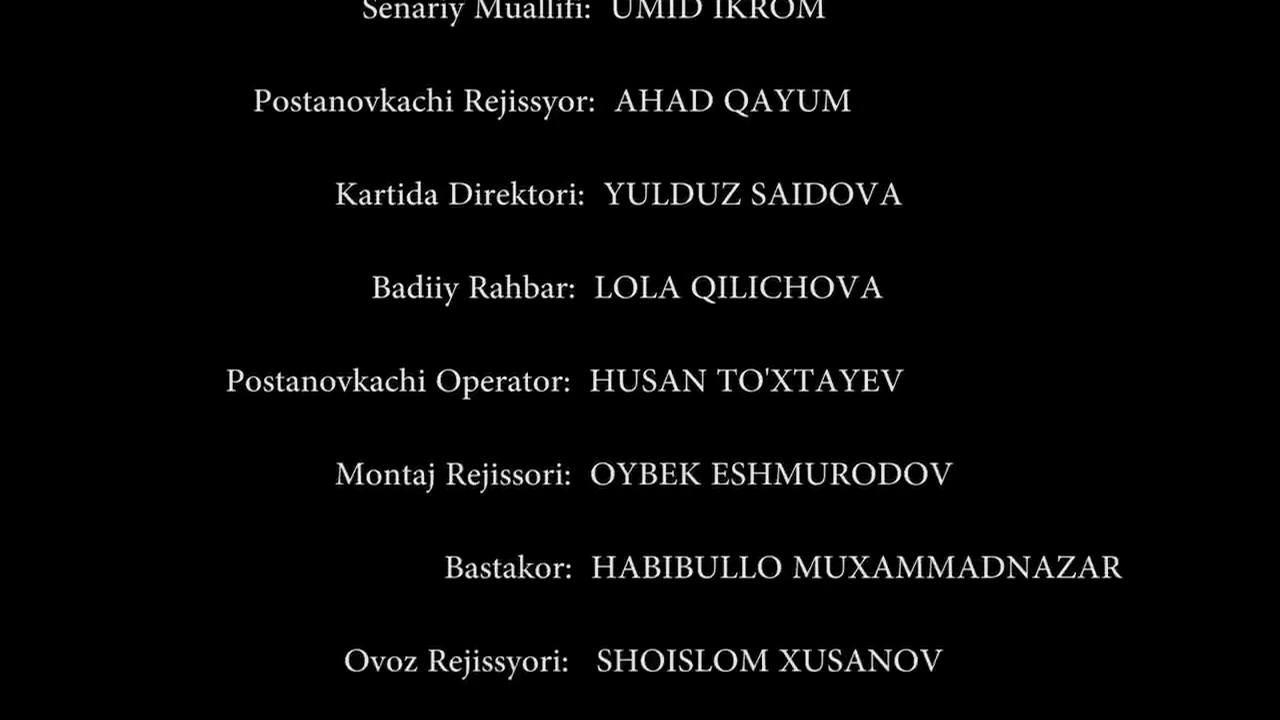 Senariy Muallifi: UMID IKROM
Postanovkachi Rejissyor: AHAD QAYUM
Kartida Direktori: YULDUZ SAIDOVA
Badiiy Rahbar: LOLA QILICHOVA
Postanovkachi Operator: HUSAN TO'XTAYEV
Montaj Rejissori: OYBEK ESHMURODOV
Bastakor: HABIBULLO MUXAMMADNAZAR
Ovoz Rejissyori: SHOISLOM XUSANOV